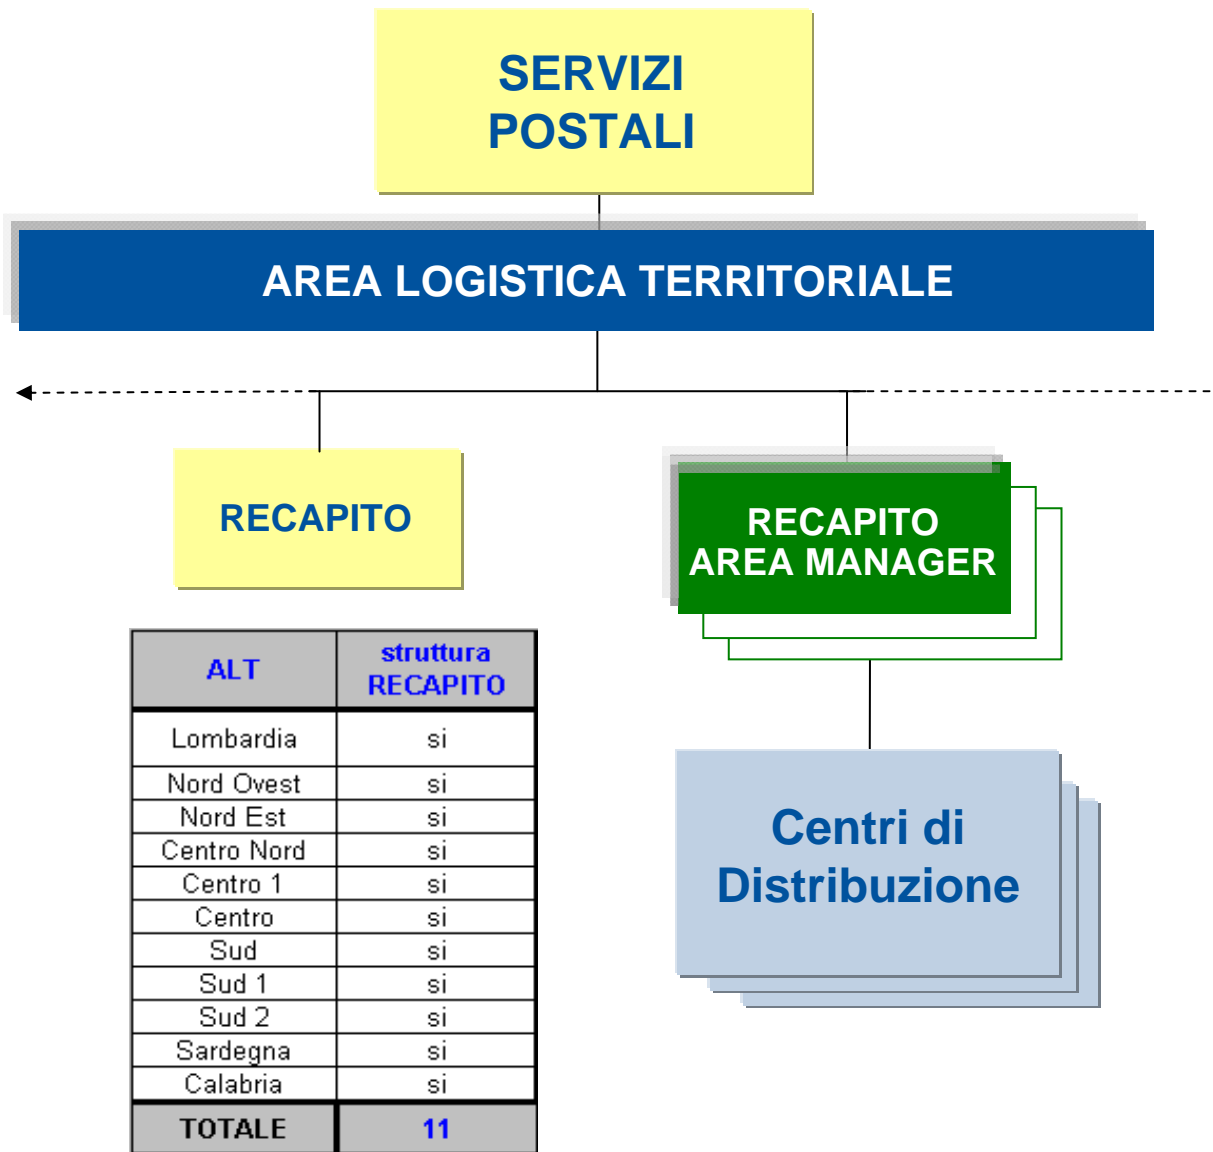 SERVIZI
POSTALI
AREA LOGISTICA TERRITORIALE
RECAPITO
RECAPITO
AREA MANAGER
ALT struttura RECAPITO
Lombardia si
Nord Ovest si
Nord Est si
Centro Nord si
Centro 1 si
Centro si
Sud si
Sud 1 si
Sud 2 si
Sardegna si
Calabria si
TOTALE 11
Centri di
Distribuzione